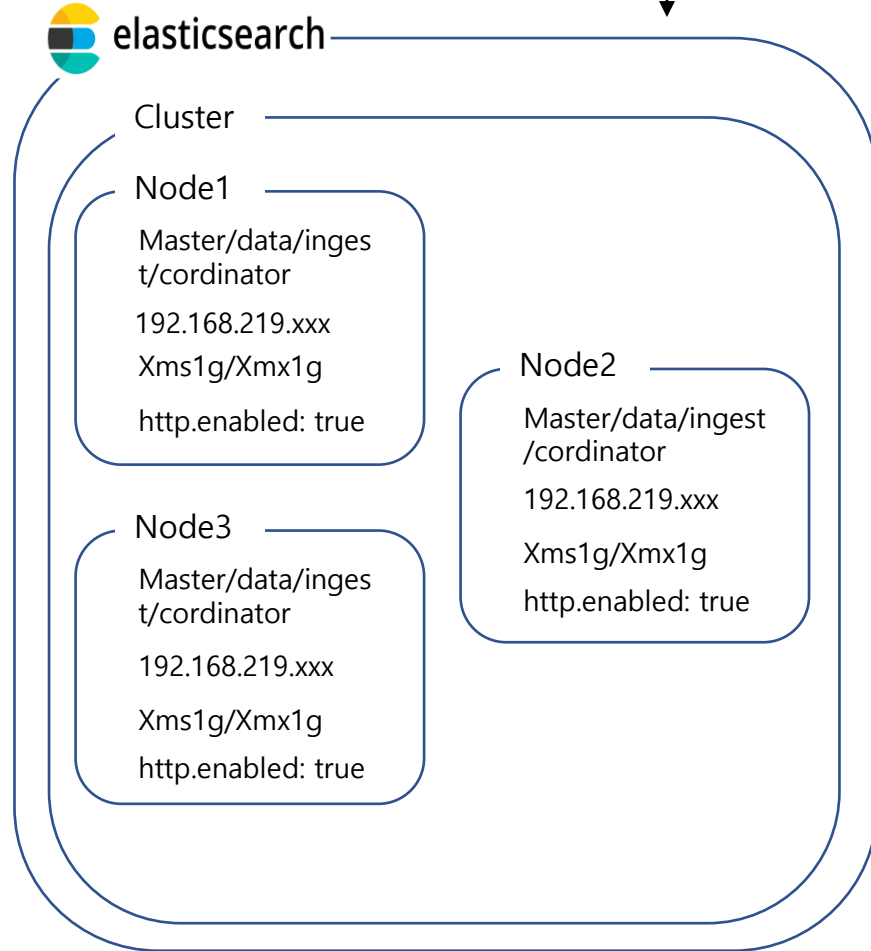 elasticsearch
Cluster
Node1
Master/data/inges
t/cordinator
192.168.219.xxx
Xms1g/Xmx1g
http.enabled: true
Node2
Master/data/ingest
/cordinator
192.168.219.xxx
Xms1g/Xmx1g
http.enabled: true
Node3
Master/data/inges
t/cordinator
192.168.219.xxx
Xms1g/Xmx1g
http.enabled: true